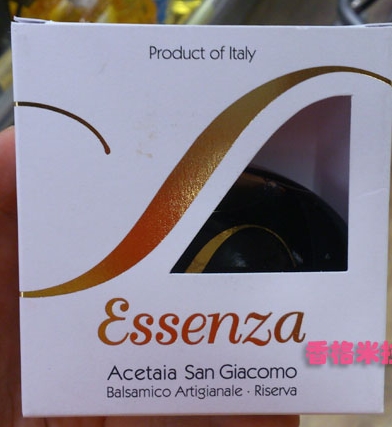 Product of Italy
Essenza
Acetaia San Giacomo
Balsamico Artigianale · Riserva
香格米拉